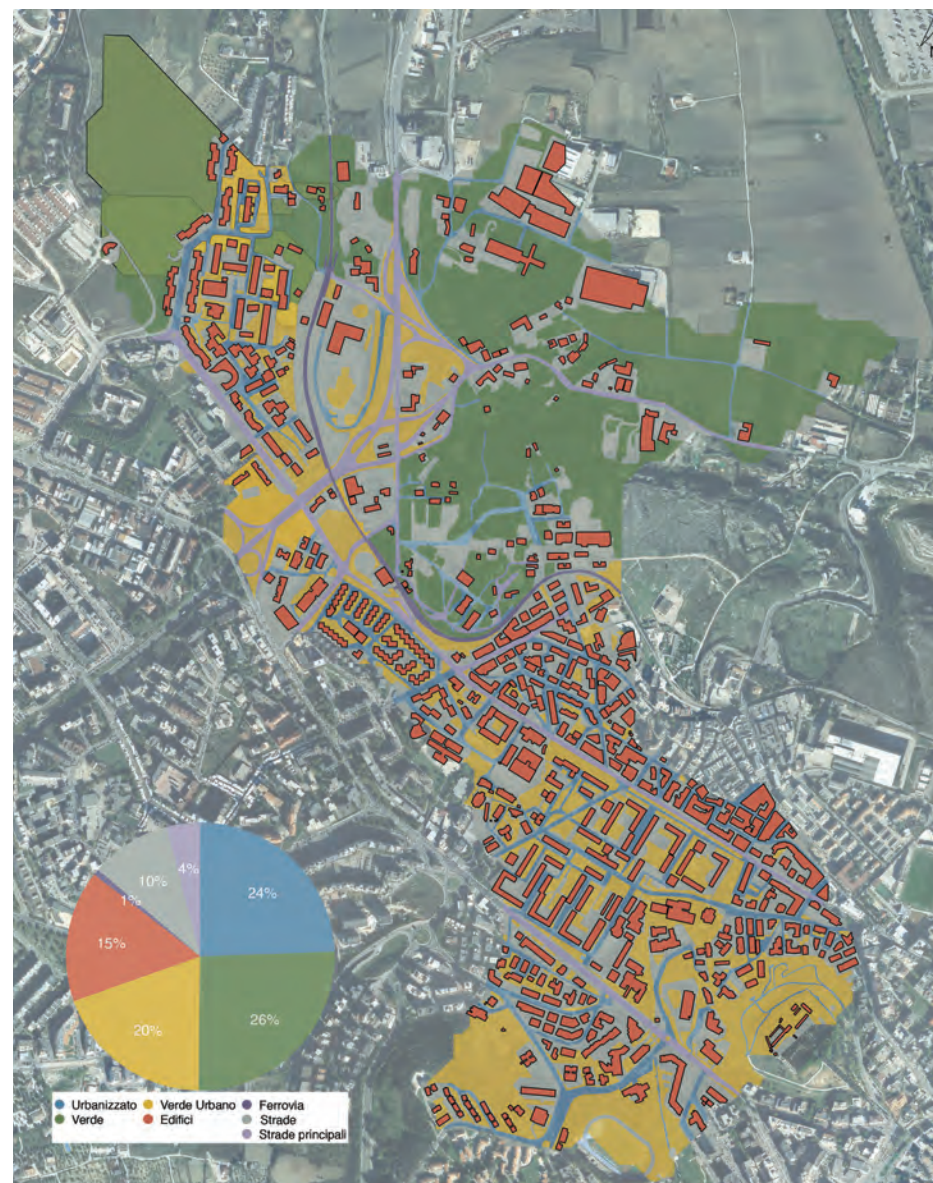 4%
10%
24%
1%
15%
26%
20%
Urbanizzato Verde Urbano Ferrovia
Verde Edifici Strade
Strade principali